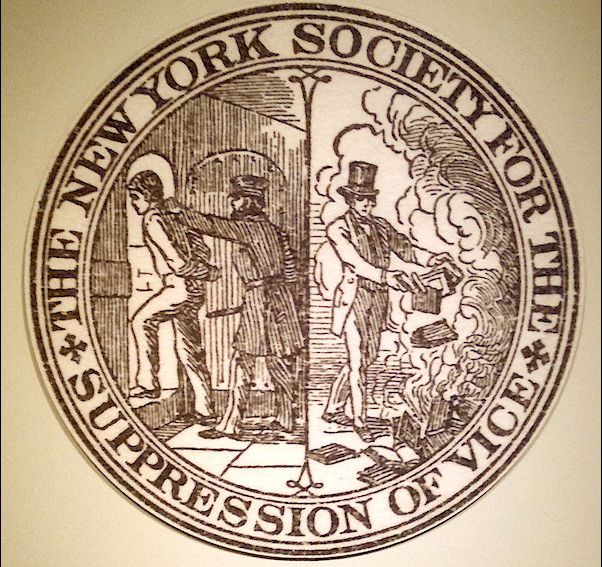 THE NEW YORK SOCIETY FOR THE
SUPPRESSION OF VICE